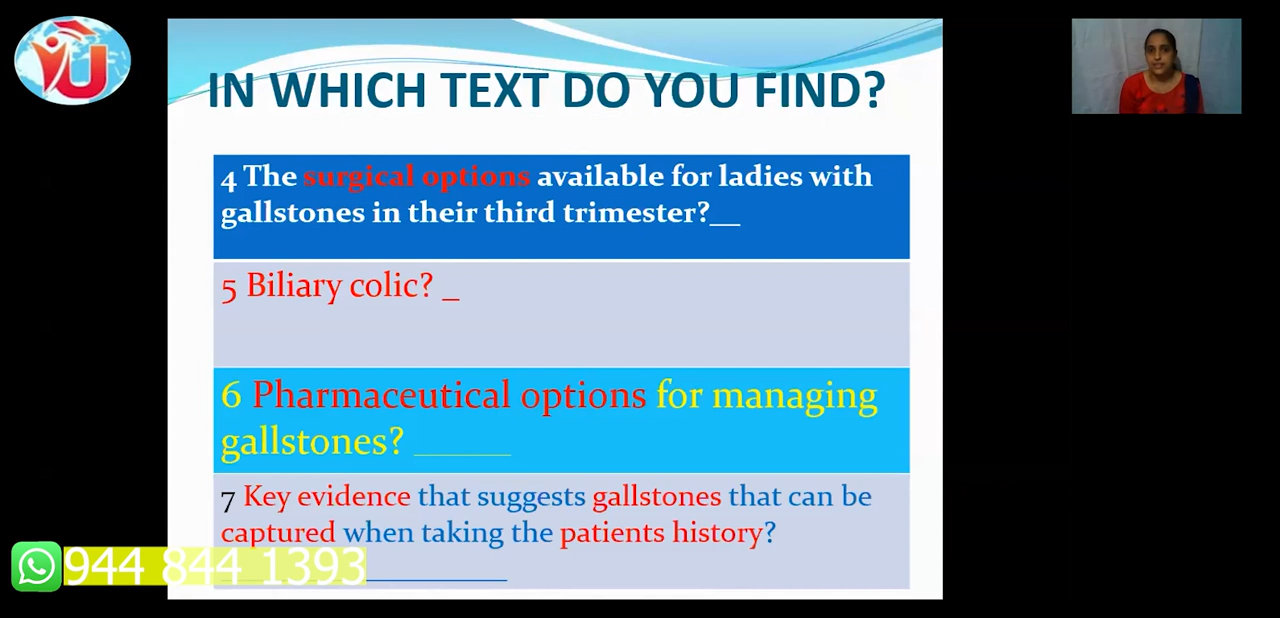 IN WHICH TEXT DO YOU FIND?
4 The surgical options available for ladies with
gallstones in their third trimester?__
5 Biliary colic? _
6 Pharmaceutical options for managing
gallstones? _____
7 Key evidence that suggests gallstones that can be
captured when taking the patients history?
944 844 1393